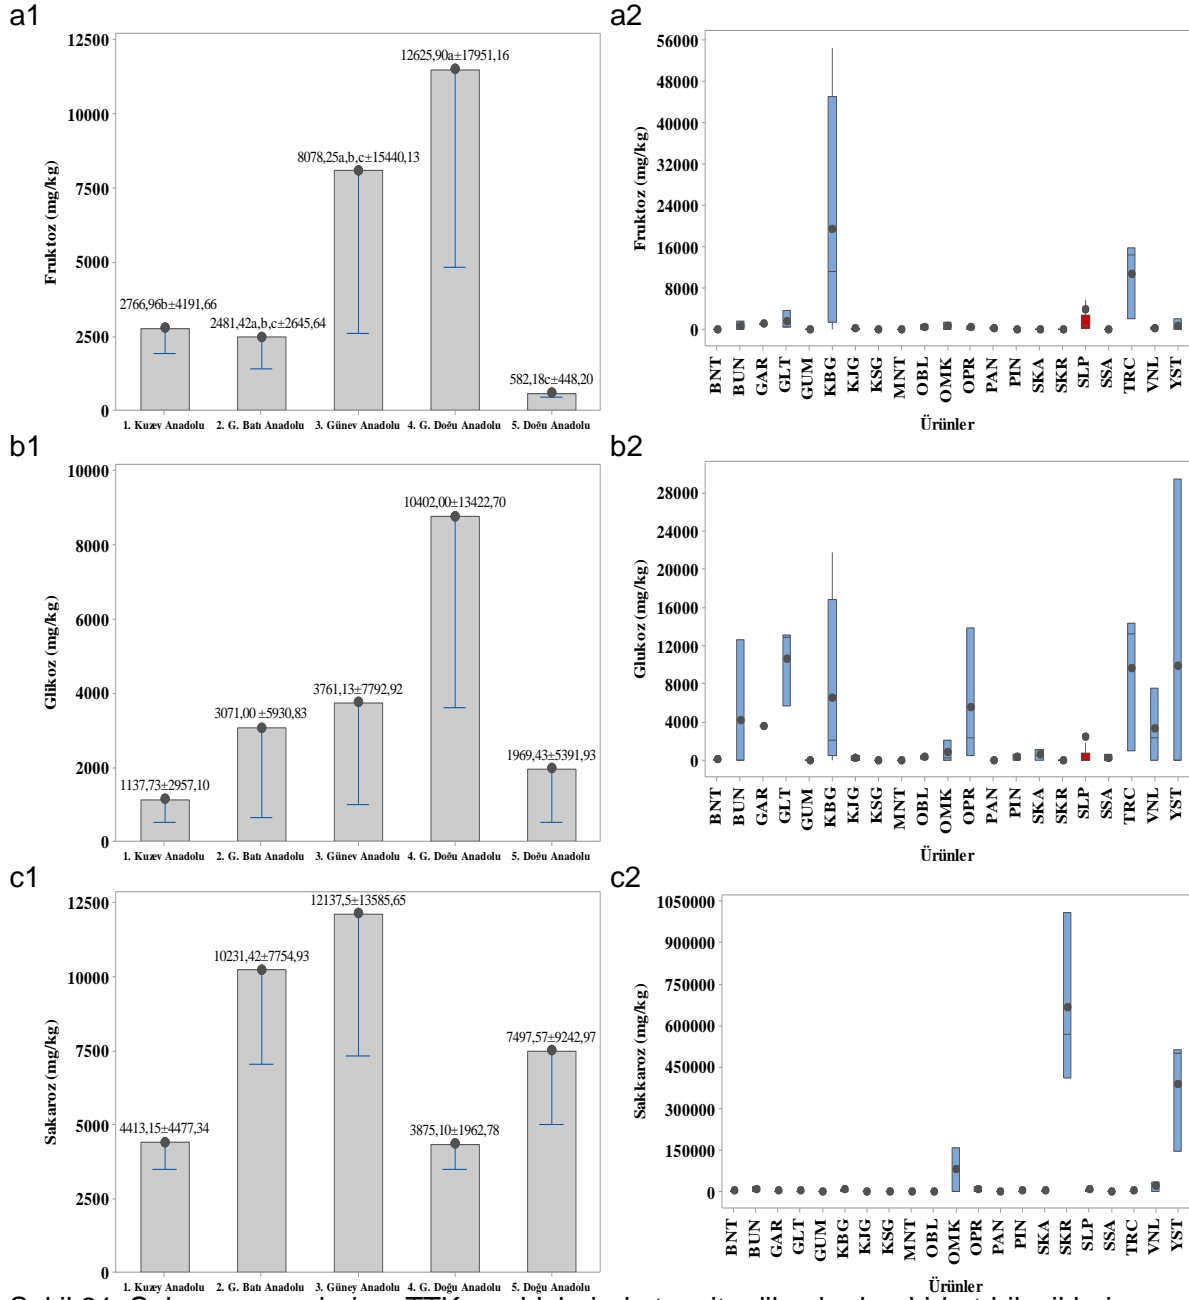 a1
12500
10000
7500
5000
2500
0
Fruktoz (mg/kg)
2766,96b±4191,66
2481,42a,b,c±2645,64
8078,25a,b,c±15440,13
12625,90a±17951,16
582,18c±448,20
1. Kuzey Anadolu 2. G. Batı Anadolu 3. Güney Anadolu 4. G. Doğu Anadolu 5. Doğu Anadolu
a2
56000
48000
40000
32000
24000
16000
8000
0
Fruktoz (mg/kg)
BNT BUN GAR GLT GUM KBG KJG KSG MNT OBL OMK OPR PAN PIN SKA SKR SLP SSA TRC VNL YST
Ürünler
b1
10000
8000
6000
4000
2000
0
Glikoz (mg/kg)
1137,73±2957,10
3071,00 ±5930,83
3761,13±7792,92
10402,00±13422,70
1969,43±5391,93
1. Kuzey Anadolu 2. G. Batı Anadolu 3. Güney Anadolu 4. G. Doğu Anadolu 5. Doğu Anadolu
b2
28000
24000
20000
16000
12000
8000
4000
0
Glukoz (mg/kg)
BNT BUN GAR GLT GUM KBG KJG KSG MNT OBL OMK OPR PAN PIN SKA SKR SLP SSA TRC VNL YST
Ürünler
c1
12500
10000
7500
5000
2500
0
Sakaroz (mg/kg)
4413,15±4477,34
10231,42±7754,93
12137,5±13585,65
3875,10±1962,78
7497,57±9242,97
1. Kuzey Anadolu 2. G. Batı Anadolu 3. Güney Anadolu 4. G. Doğu Anadolu 5. Doğu Anadolu
c2
1050000
900000
750000
600000
450000
300000
150000
0
Sakkaroz (mg/kg)
BNT BUN GAR GLT GUM KBG KJG KSG MNT OBL OMK OPR PAN PIN SKA SKR SLP SSA TRC VNL YST
Ürünler